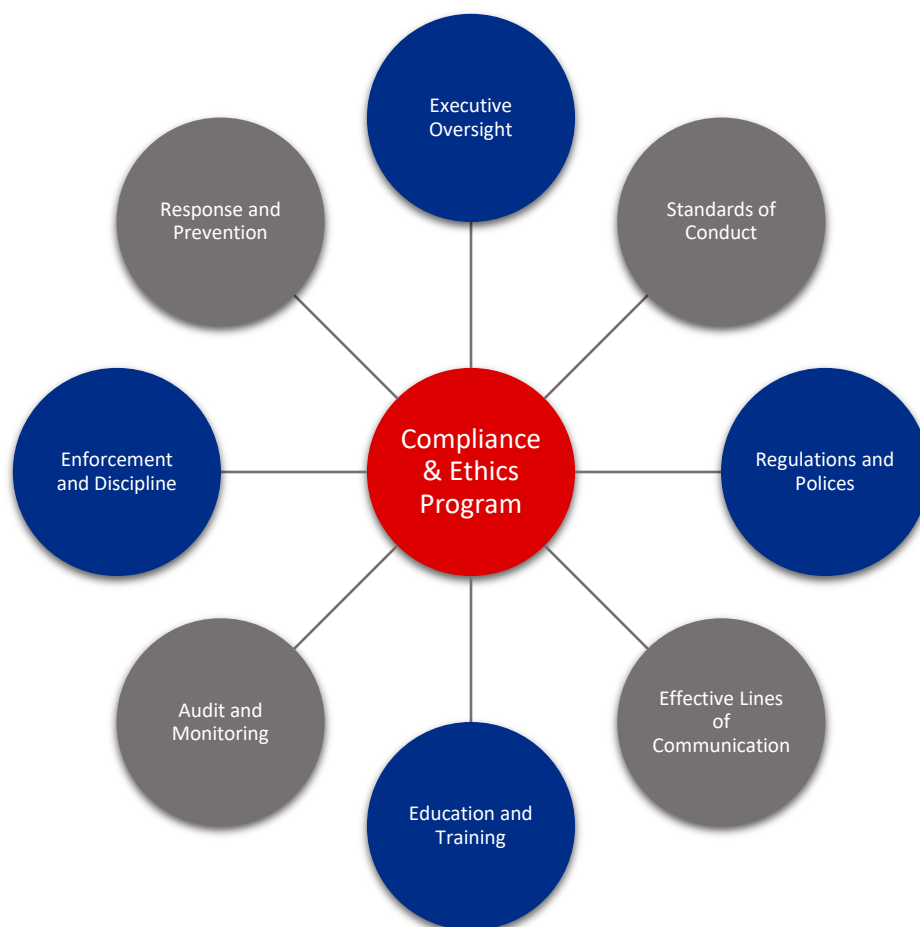 Executive
Oversight
Standards of
Conduct
Regulations and
Polices
Effective Lines
of
Communication
Education and
Training
Audit and
Monitoring
Enforcement
and Discipline
Response and
Prevention
Compliance
& Ethics
Program